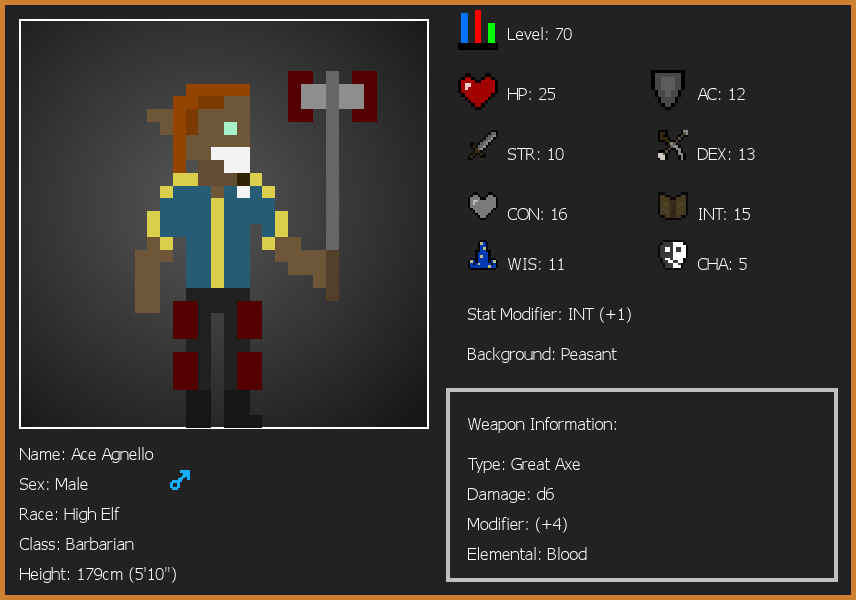 Level: 70
HP: 25
AC: 12
STR: 10
DEX: 13
CON: 16
INT: 15
WIS: 11
CHA: 5
Stat Modifier: INT (+1)
Background: Peasant
Weapon Information:
Type: Great Axe
Damage: d6
Modifier: (+4)
Elemental: Blood
Name: Ace Agnello
Sex: Male
Race: High Elf
Class: Barbarian
Height: 179cm (5'10")